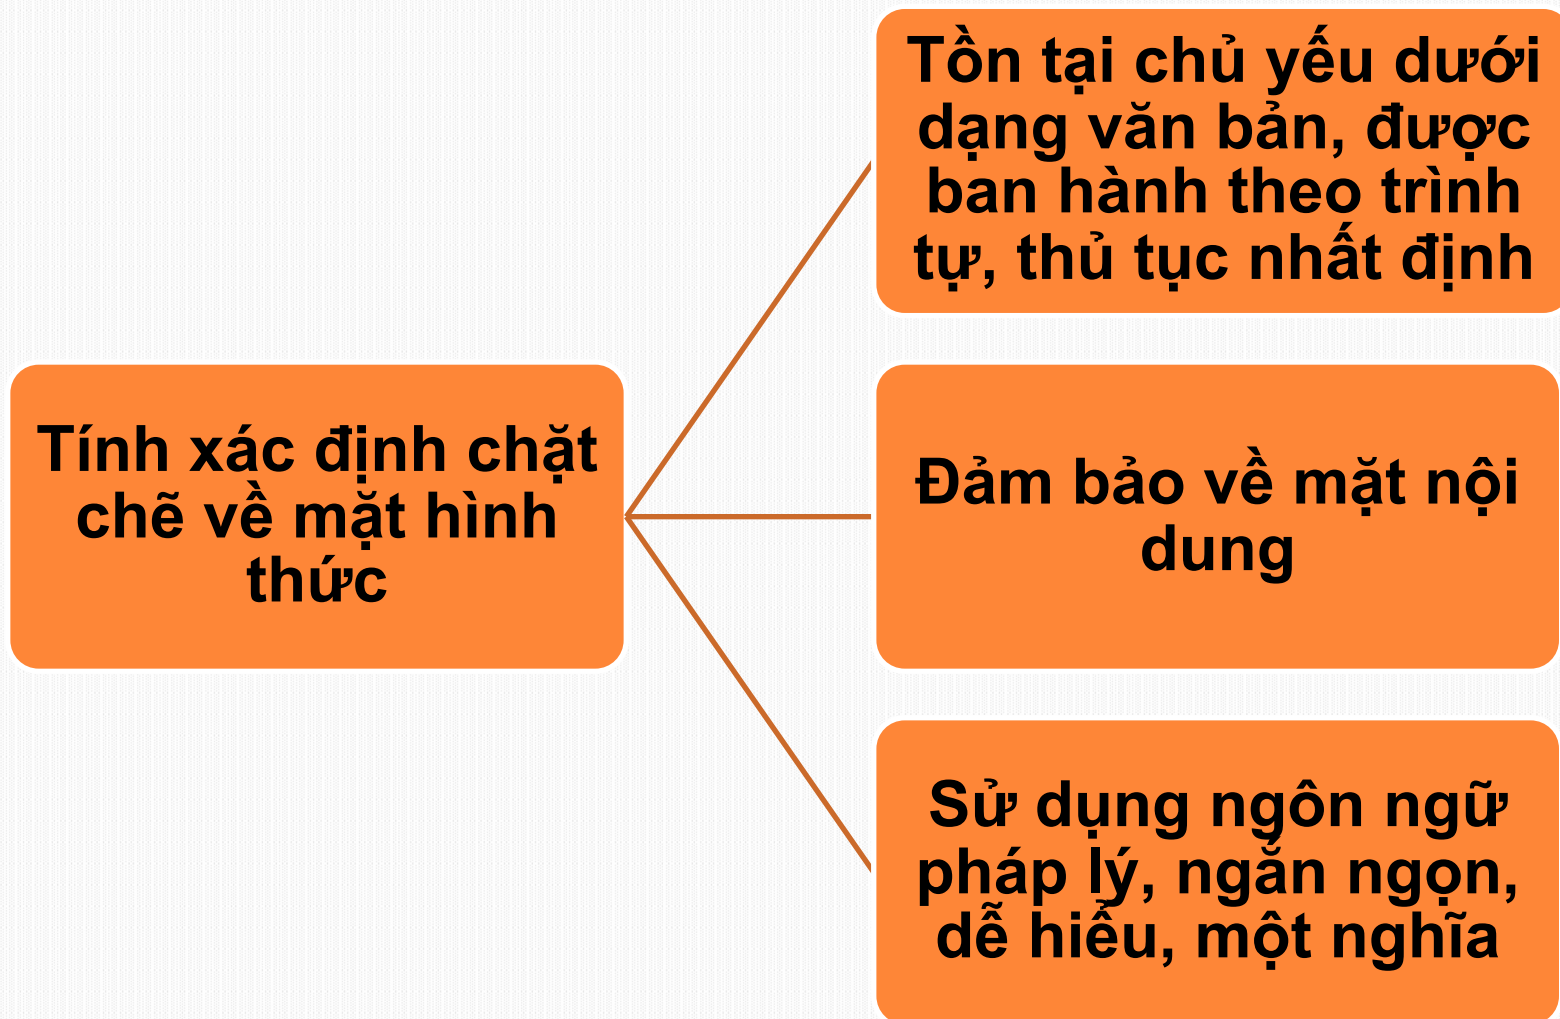 Tính xác định chặt
chẽ về mặt hình
thức
Tồn tại chủ yếu dưới
dạng văn bản, được
ban hành theo trình
tự, thủ tục nhất định
Đảm bảo về mặt nội
dung
Sử dụng ngôn ngữ
pháp lý, ngắn ngọn,
dễ hiểu, một nghĩa